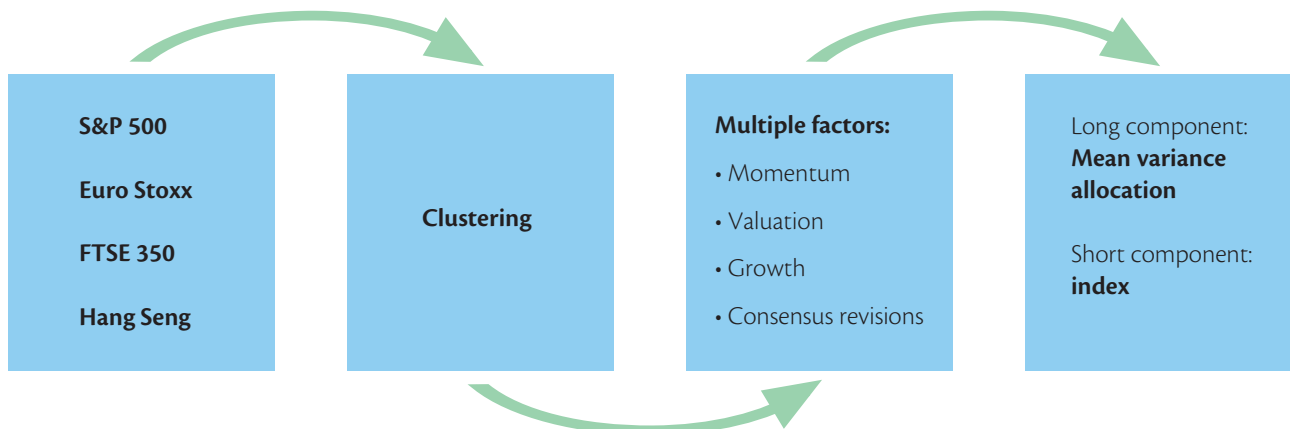 S&P 500
Euro Stoxx
FTSE 350
Hang Seng
Clustering
Multiple factors:
• Momentum
• Valuation
• Growth
• Consensus revisions
Long component:
Mean variance
allocation
Short component:
index